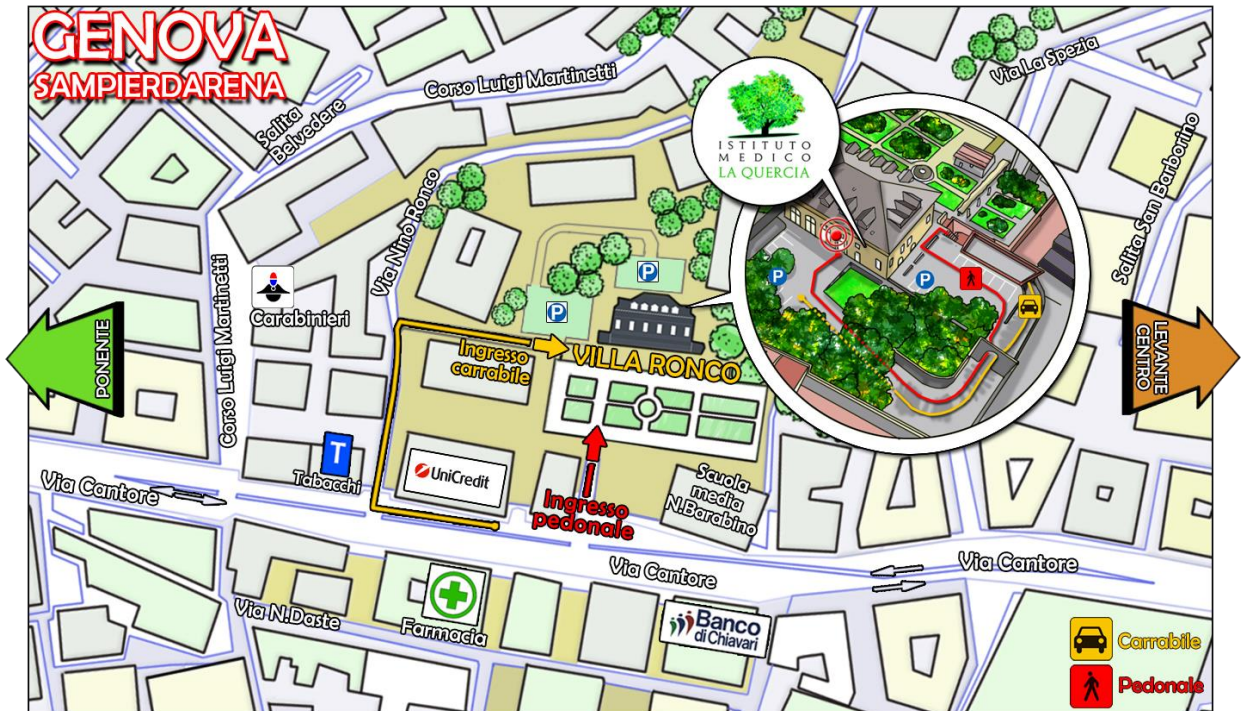 GENOVA
SAMPIERDARENA
Corso Luigi Martinetti
Via La Spezia
Salita
Belvedere
ISTITUTO
MEDICO
LA QUERCIA
Salita San Barborino
Via Nino Ronco
Corso Luigi Martinetti
Carabinieri
P
P
P
P
PONENTE
LEVANTE
CENTRO
Ingresso
carrabile
VILLA RONCO
T
Tabacchi
UniCredit
Scuola
media
N.Barabino
Via Cantore
Ingresso
pedonale
Via Cantore
Via Cantore
Via N.Daste
Farmacia
Banco
di Chiavari
Carrabile
Pedonale